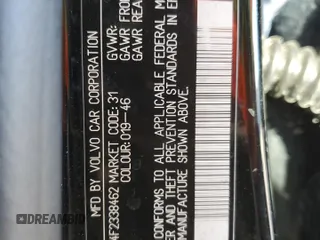 MFD BY VOLVO CAR CORPORATION
GVWR:
GAWR FRO
GAWR REA
4F2338462 MARKET CODE: 31
COLOUR: 019-46
CONFORMS TO ALL APPLICABLE FEDERAL M
AND THEFT PREVENTION STANDARDS IN E
MANUFACTURE SHOWN ABOVE.
DREAMBID